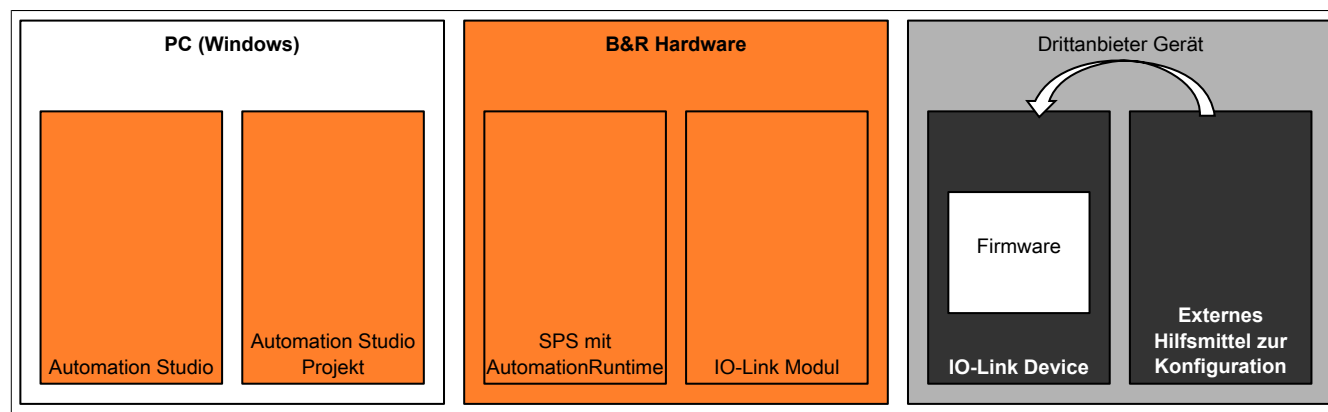 PC (Windows)
Automation Studio
Automation Studio
Projekt
B&R Hardware
SPS mit
AutomationRuntime
IO-Link Modul
Drittanbieter Gerät
Firmware
IO-Link Device
Externes
Hilfsmittel zur
Konfiguration